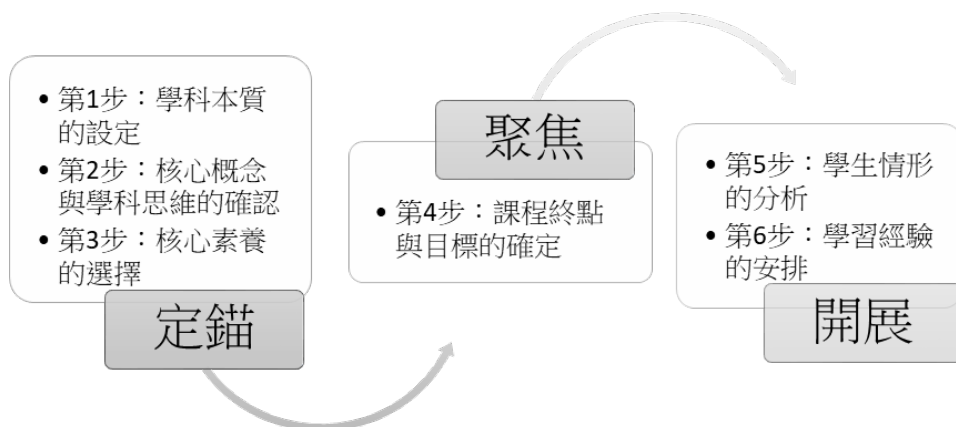 • 第1步：學科本質
的設定
• 第2步：核心概念
與學科思維的確認
• 第3步：核心素養
的選擇
定錨
聚焦
• 第4步：課程終點
與目標的確定
• 第5步：學生情形
的分析
• 第6步：學習經驗
的安排
開展